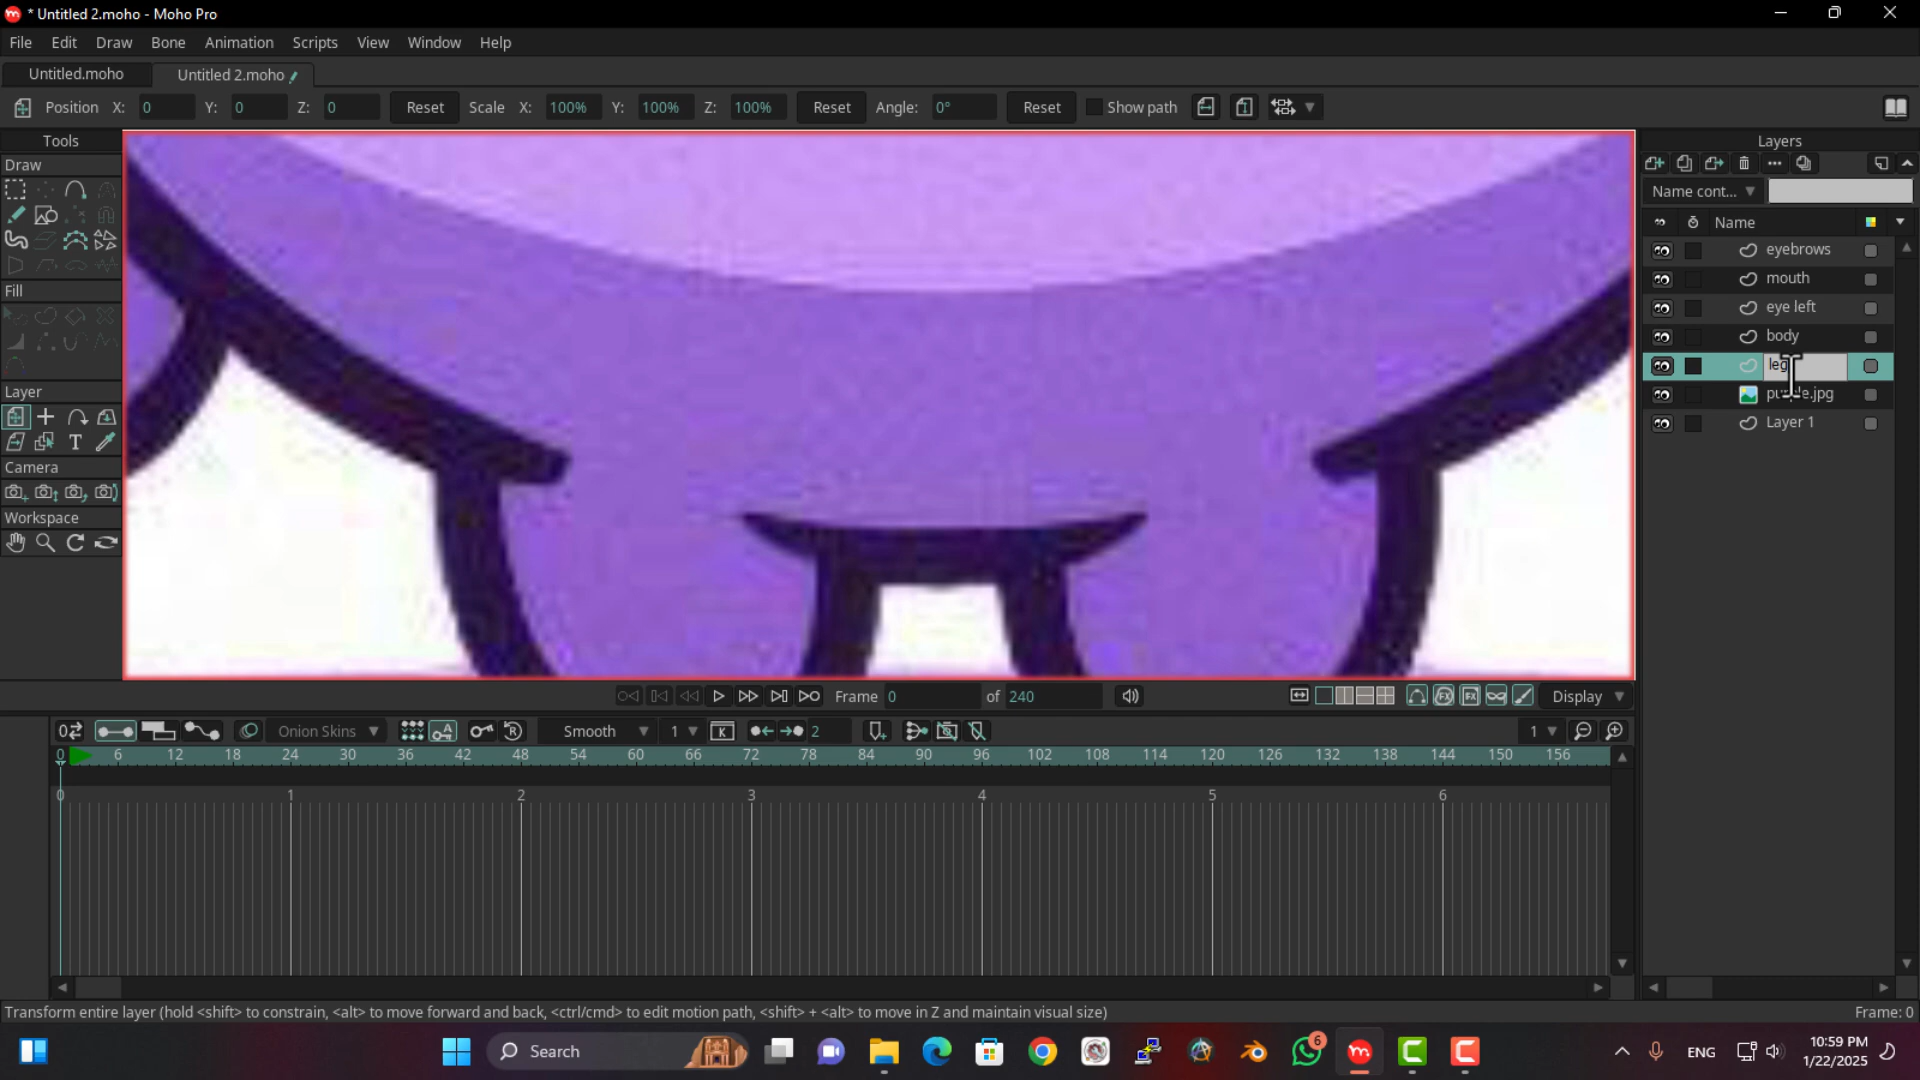 * Untitled 2.moho - Moho Pro
File Edit Draw Bone Animation Scripts View Window Help
Untitled.moho Untitled 2.moho
Position X: 0 Y: 0 Z: 0 Reset Scale X: 100% Y: 100% Z: 100% Reset Angle: 0° Reset Show path
Tools
Draw
Fill
Layer
T
Camera
Workspace
Layers
Name cont...
Name
eyebrows
mouth
eye left
body
leg
Layer 1
Frame 0 of 240 Display
Onion Skins Smooth 1 K 2 1
0 6 12 18 24 30 36 42 48 54 60 66 72 78 84 90 96 102 108 114 120 126 132 138 144 150 156
0 1 2 3 4 5 6
Transform entire layer (hold <shift> to constrain, <alt> to move forward and back, <ctrl/cmd> to edit motion path, <shift> + <alt> to move in Z and maintain visual size) Frame: 0
Search 6 ENG 10:59 PM
1/22/2025